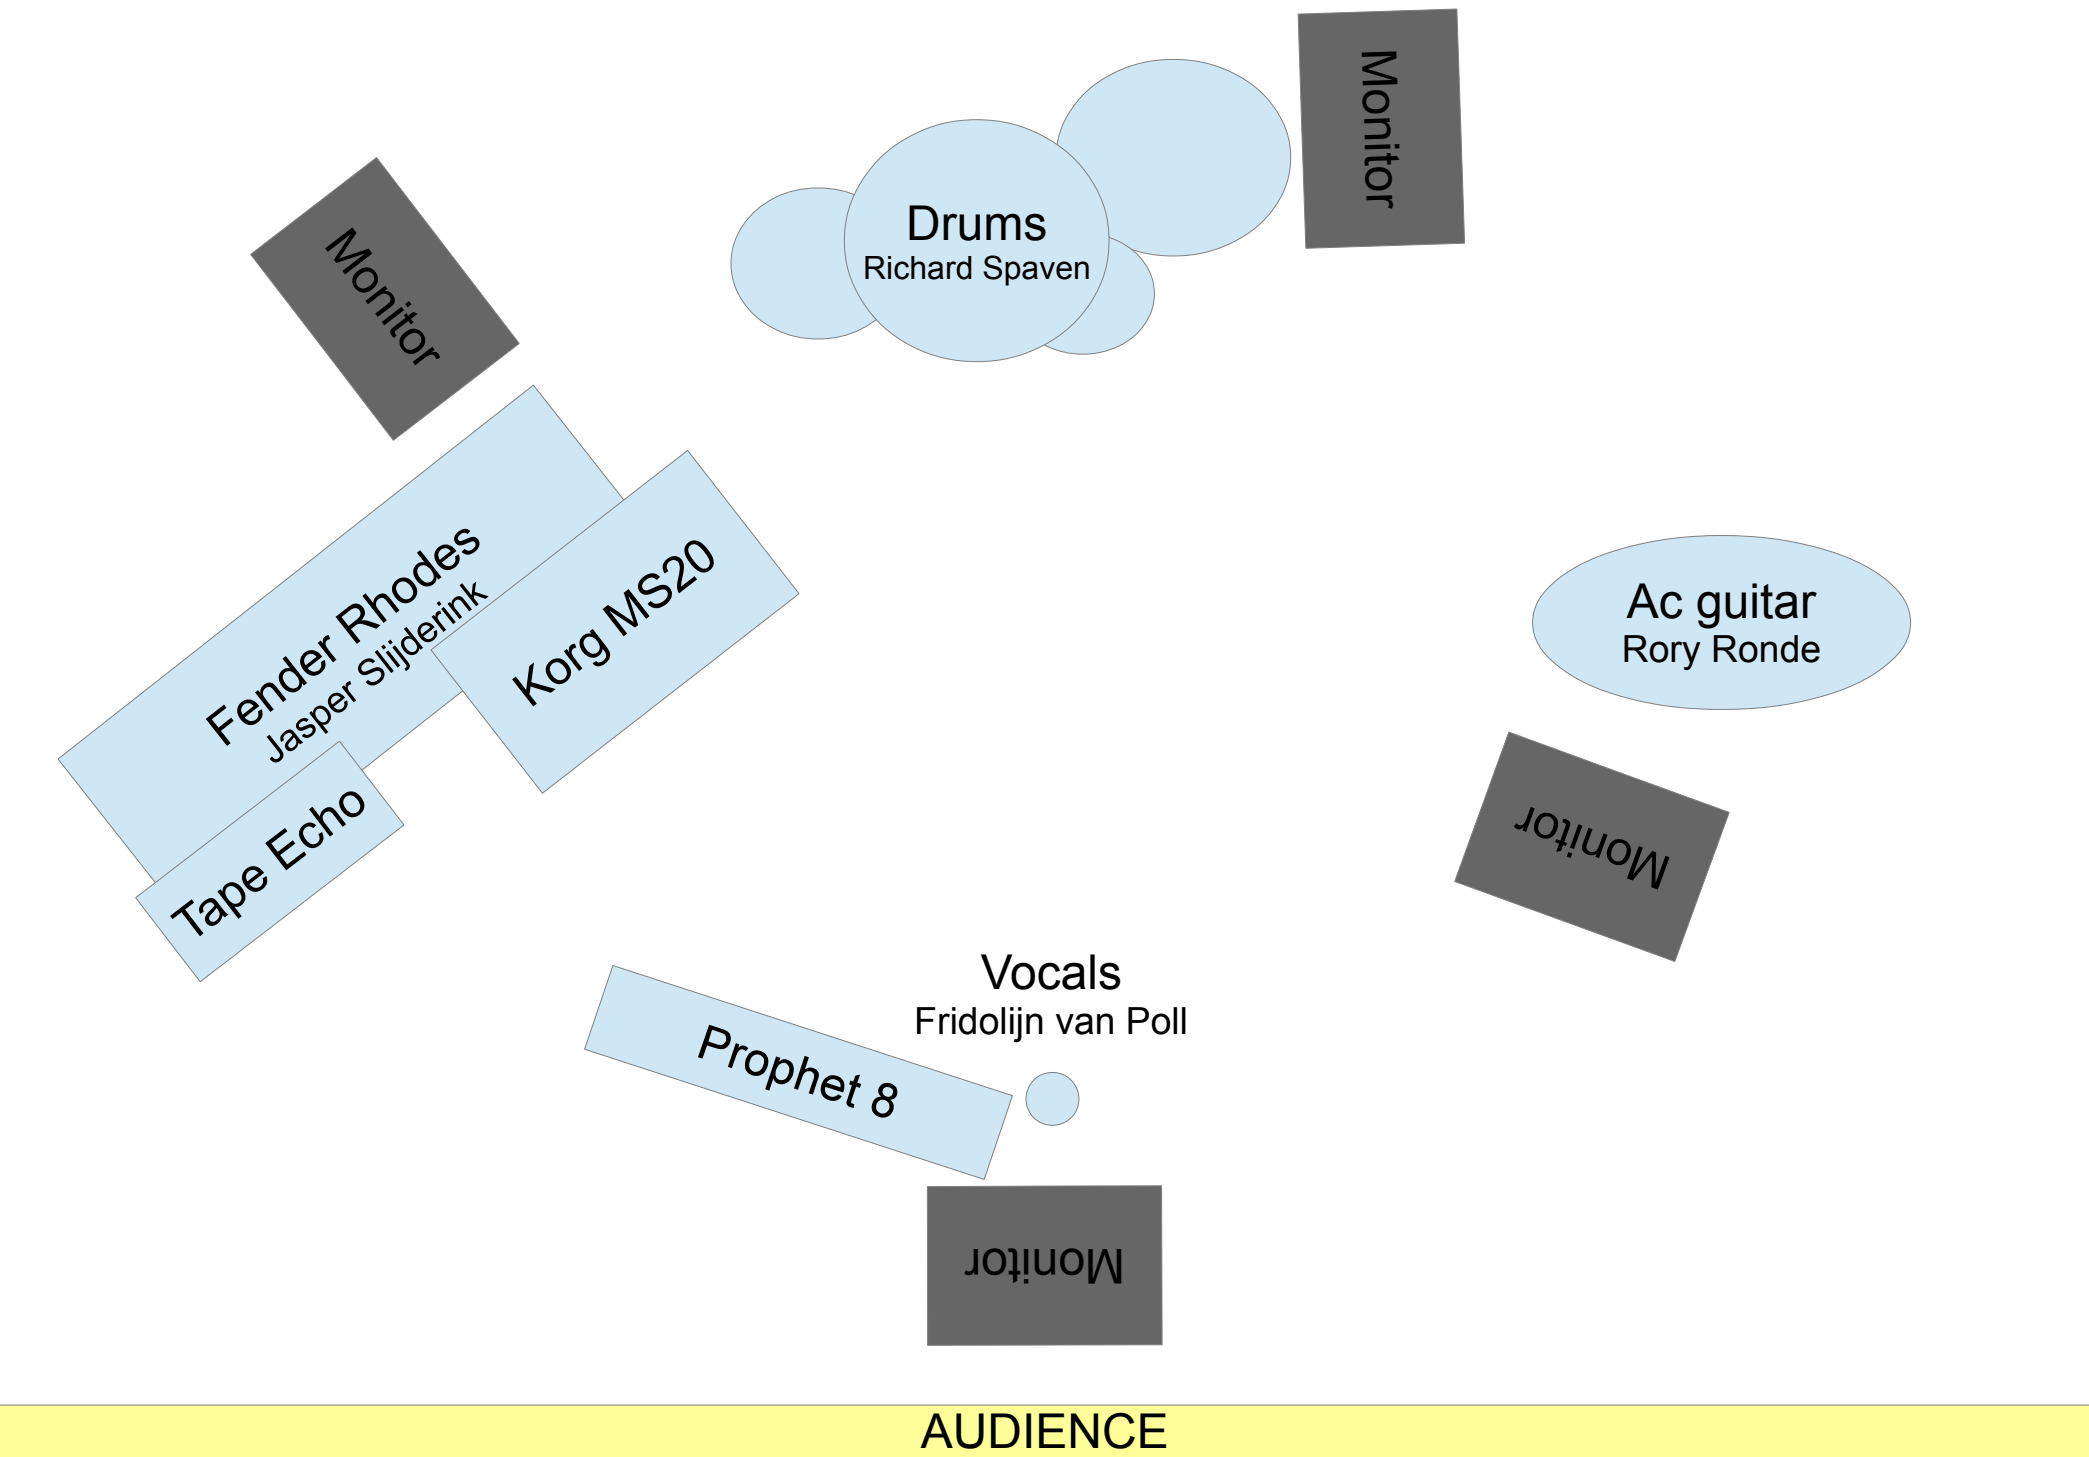 Monitor
Drums
Richard Spaven
Monitor
Fender Rhodes
Jasper Slijderink
Korg MS20
Tape Echo
Ac guitar
Rory Ronde
Monitor
Vocals
Fridolijn van Poll
Prophet 8
Monitor
AUDIENCE